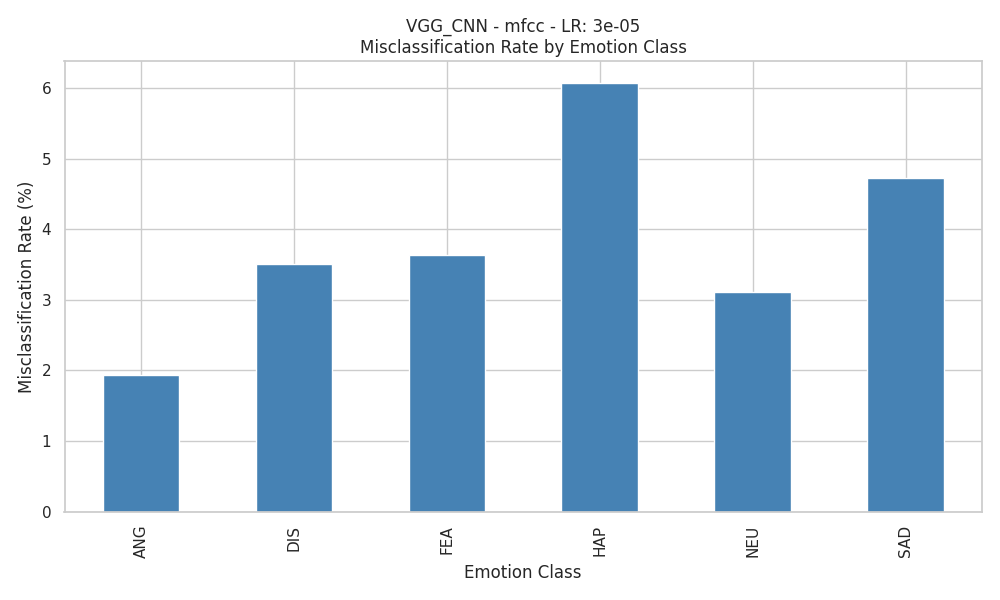 VGG_CNN - mfcc - LR: 3e-05
Misclassification Rate by Emotion Class
Misclassification Rate (%)
6
5
4
3
2
1
0
ANG
DIS
FEA
HAP
NEU
SAD
Emotion Class